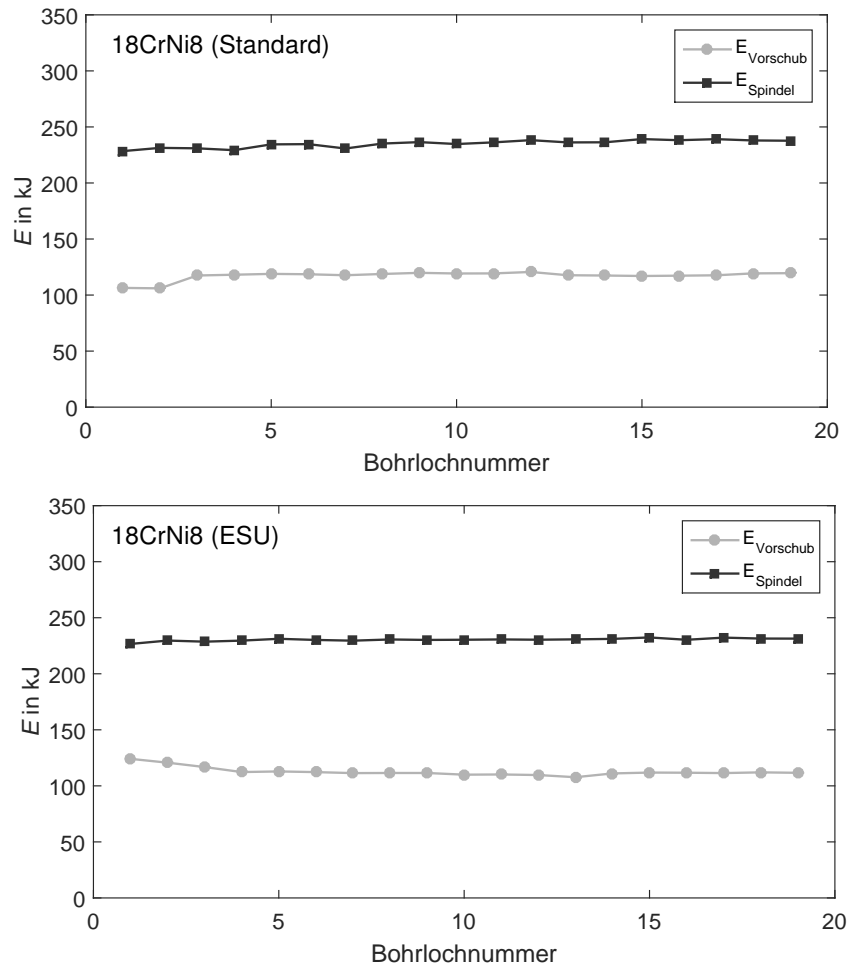 350
18CrNi8 (Standard)
E_Vorschub
E_Spindel
300
250
200
150
100
50
0
E in kJ
0 5 10 15 20
Bohrlochnummer
350
18CrNi8 (ESU)
E_Vorschub
E_Spindel
300
250
200
150
100
50
0
E in kJ
0 5 10 15 20
Bohrlochnummer